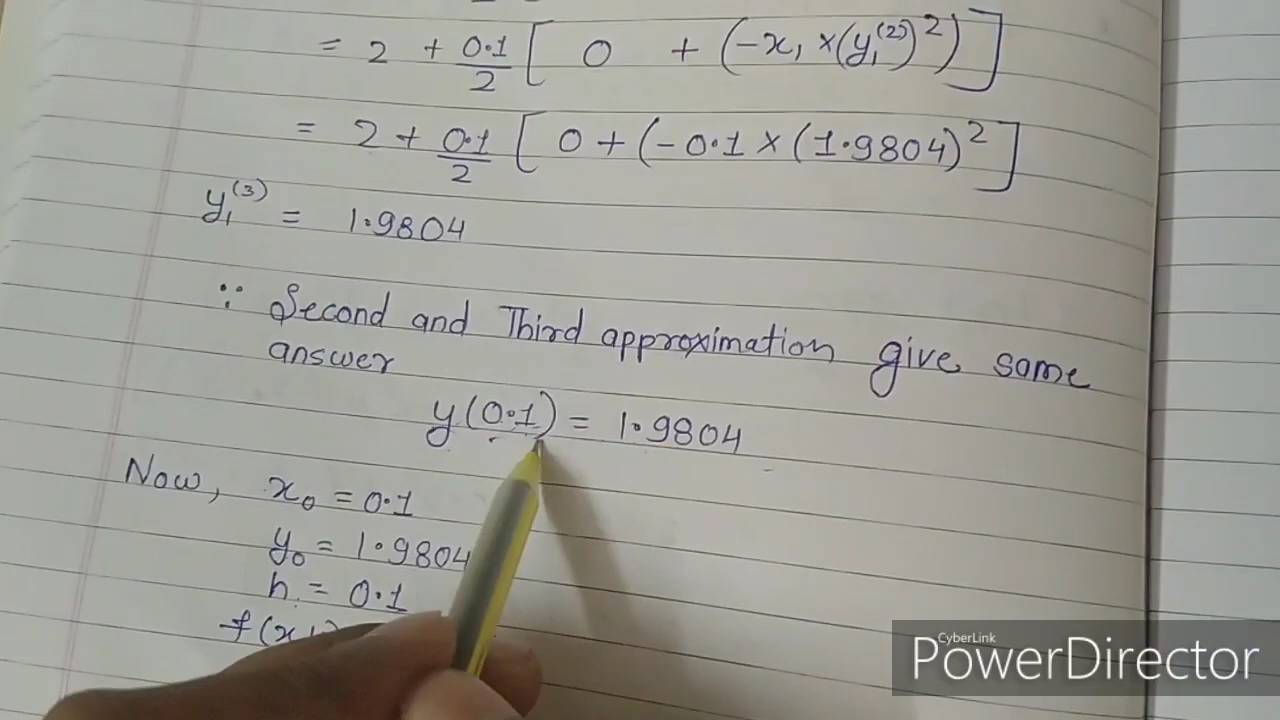 = 2 + 0.1/2 [ 0 + (-x₁ × (y₁⁽²⁾)²) ]
= 2 + 0.1/2 [ 0 + (-0.1 × (1.9804)² ]
y₁⁽³⁾ = 1.9804
∵ Second and Third approximation give same
answer
y(0.1) = 1.9804
Now, x₀ = 0.1
y₀ = 1.9804
h = 0.1
f(x,
CyberLink
PowerDirector